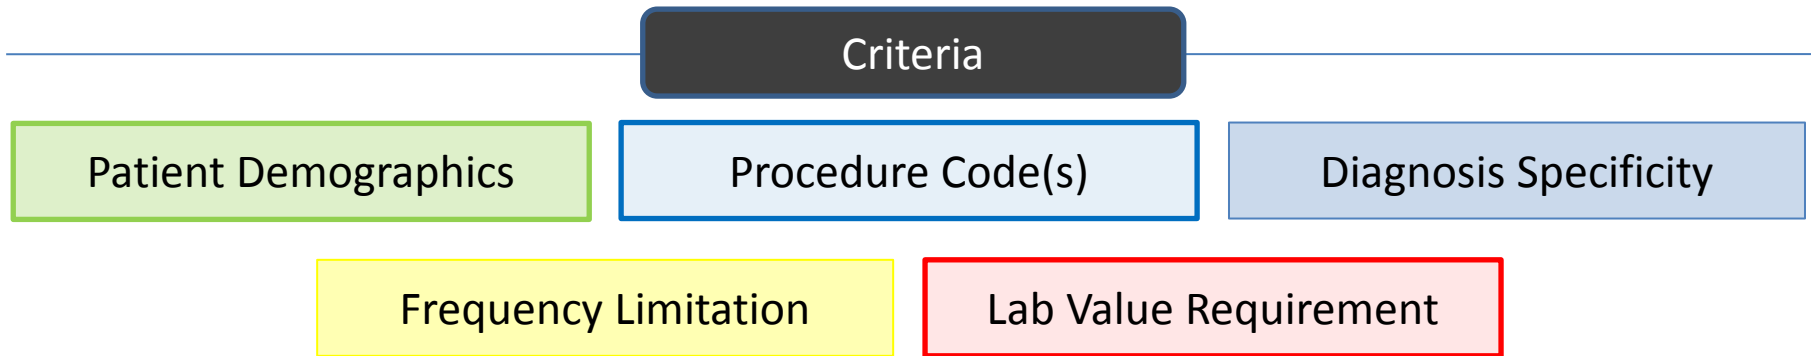 Criteria
Patient Demographics
Procedure Code(s)
Diagnosis Specificity
Frequency Limitation
Lab Value Requirement